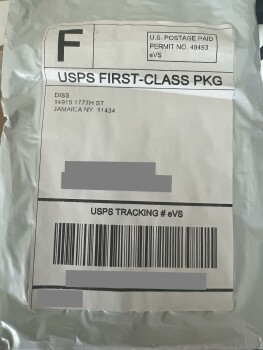 F
U.S. POSTAGE PAID
PERMIT NO. 48493
eVS
USPS FIRST-CLASS PKG
DISS
14915 177TH ST
JAMAICA NY 11434
USPS TRACKING # eVS